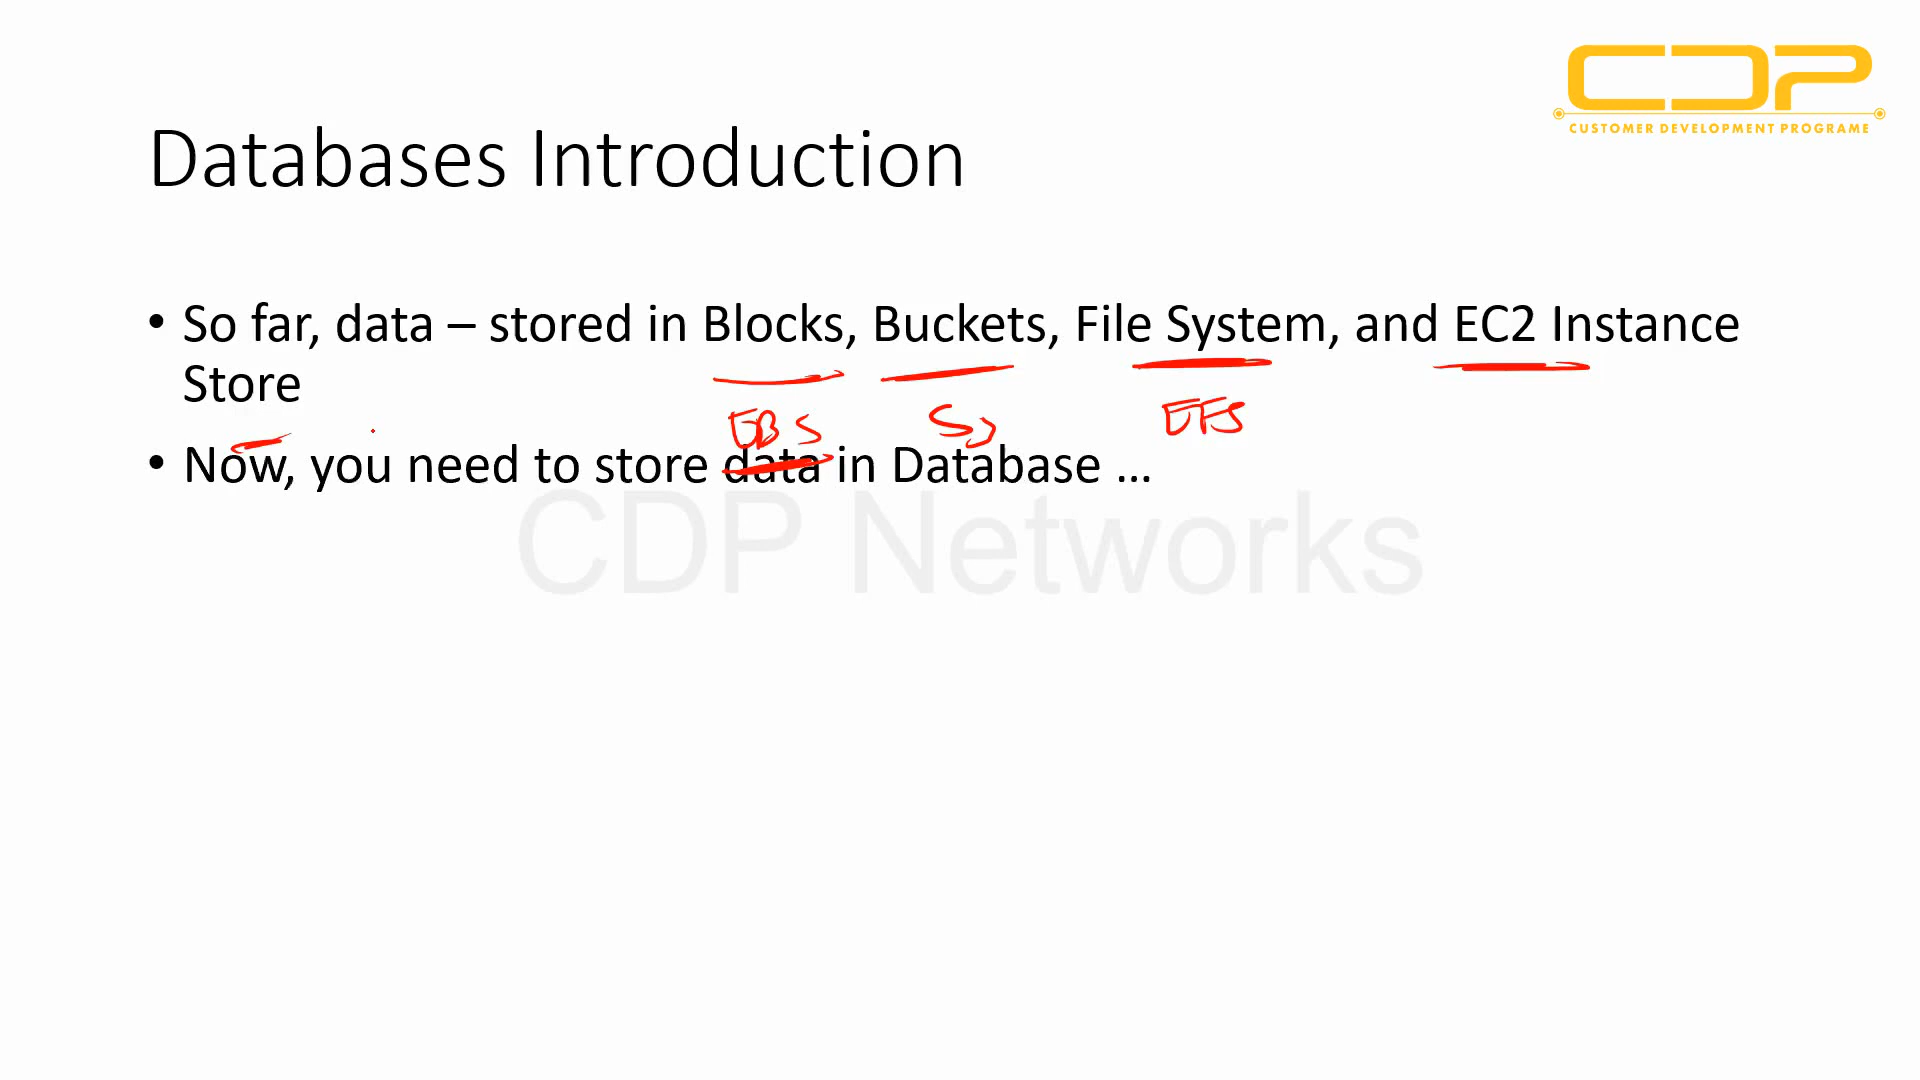 CDP
CUSTOMER DEVELOPMENT PROGRAME
Databases Introduction
• So far, data – stored in Blocks, Buckets, File System, and EC2 Instance
Store
EBS S3 EFS
• Now, you need to store data in Database ...
CDP Networks